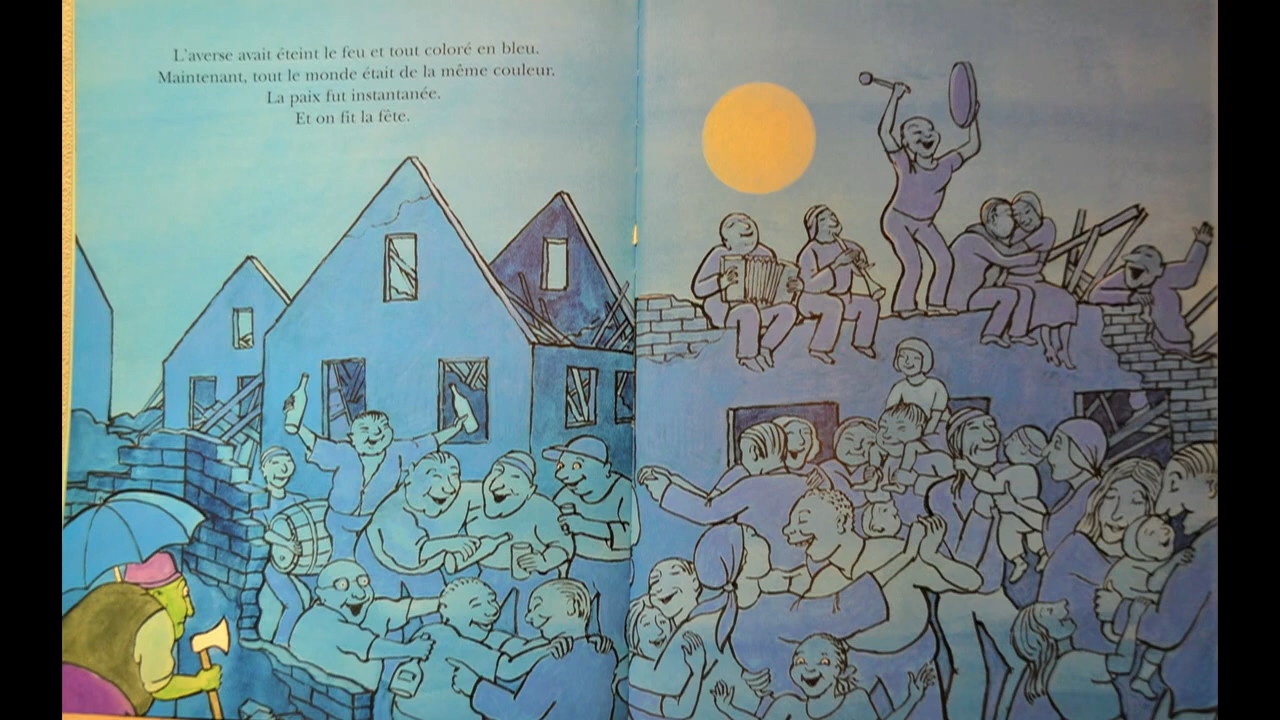 L'averse avait éteint le feu et tout coloré en bleu.
Maintenant, tout le monde était de la même couleur.
La paix fut instantanée.
Et on fit la fête.